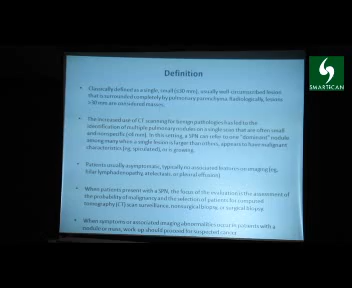 Definition
SMARTECAN
Classically defined as a single, small (≤30 mm), usually well-circumscribed lesion
that is surrounded completely by pulmonary parenchyma. Radiologically, lesions
>30 mm are considered masses.
The increased use of CT scanning for benign pathologies has led to the
identification of multiple pulmonary nodules on a single scan that are often small
and nonspecific (<8 mm). In this setting, a SPN can refer to one "dominant" nodule
among many when a single lesion is larger than others, appears to have malignant
characteristics (eg. spiculated), or is growing.
Patients usually asymptomatic, typically no associated features on imaging (eg,
hilar lymphadenopathy, atelectasis, or pleural effusion)
When patients present with a SPN, the focus of the evaluation is the assessment of
the probability of malignancy and the selection of patients for computed
tomography (CT) scan surveillance, nonsurgical biopsy, or surgical biopsy.
When symptoms or associated imaging abnormalities occur in patients with a
nodule or mass, work-up should proceed for suspected cancer